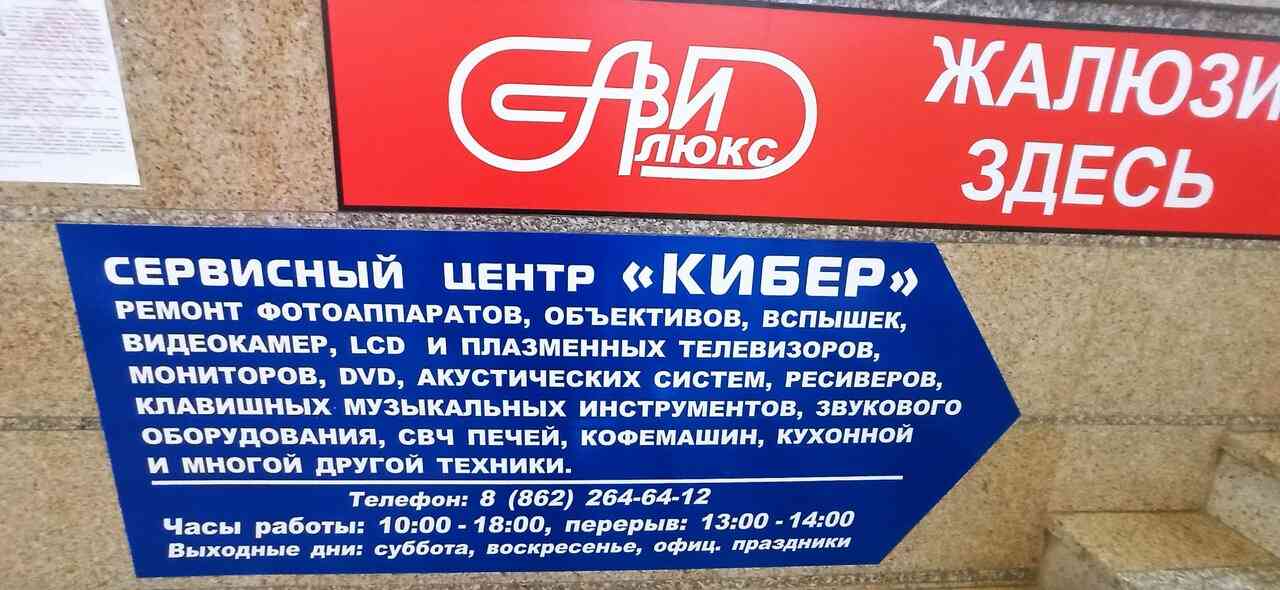 АВИ
ЛЮКС
ЖАЛЮЗИ
ЗДЕСЬ
СЕРВИСНЫЙ ЦЕНТР «КИБЕР»
РЕМОНТ ФОТОАППАРАТОВ, ОБЪЕКТИВОВ, ВСПЫШЕК,
ВИДЕОКАМЕР, LCD И ПЛАЗМЕННЫХ ТЕЛЕВИЗОРОВ,
МОНИТОРОВ, DVD, АКУСТИЧЕСКИХ СИСТЕМ, РЕСИВЕРОВ,
КЛАВИШНЫХ МУЗЫКАЛЬНЫХ ИНСТРУМЕНТОВ, ЗВУКОВОГО
ОБОРУДОВАНИЯ, СВЧ ПЕЧЕЙ, КОФЕМАШИН, КУХОННОЙ
И МНОГОЙ ДРУГОЙ ТЕХНИКИ.
Телефон: 8 (862) 264-64-12
Часы работы: 10:00 - 18:00, перерыв: 13:00 - 14:00
Выходные дни: суббота, воскресенье, офиц. праздники